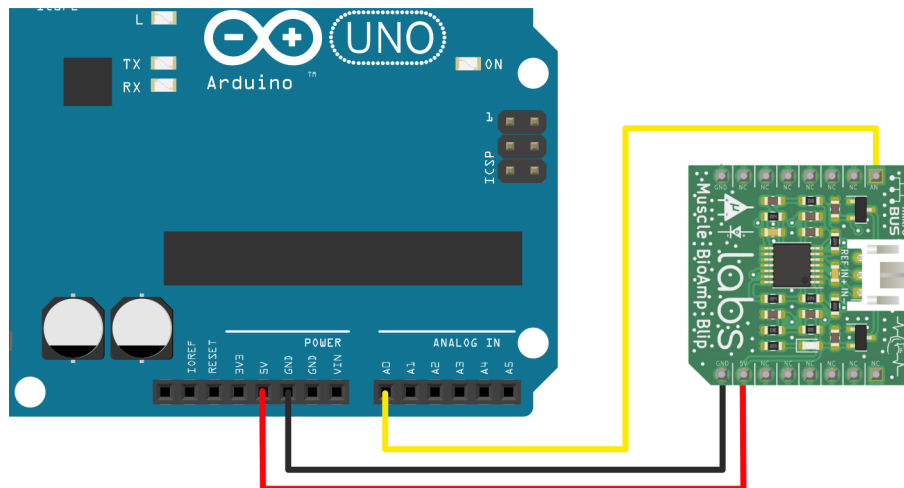 L
TX
RX
Arduino
TM
UNO
ON
1
ICSP
POWER
ANALOG IN
IOREF
RESET
3V3
5V
GND
GND
VIN
A0
A1
A2
A3
A4
A5
GND
NC
NC
NC
NC
NC
NC
AN
BUS
Muscle BioAmp Blip
µ
labs
REF IN+ IN-
GND
5V
NC
NC
NC
NC
NC
NC